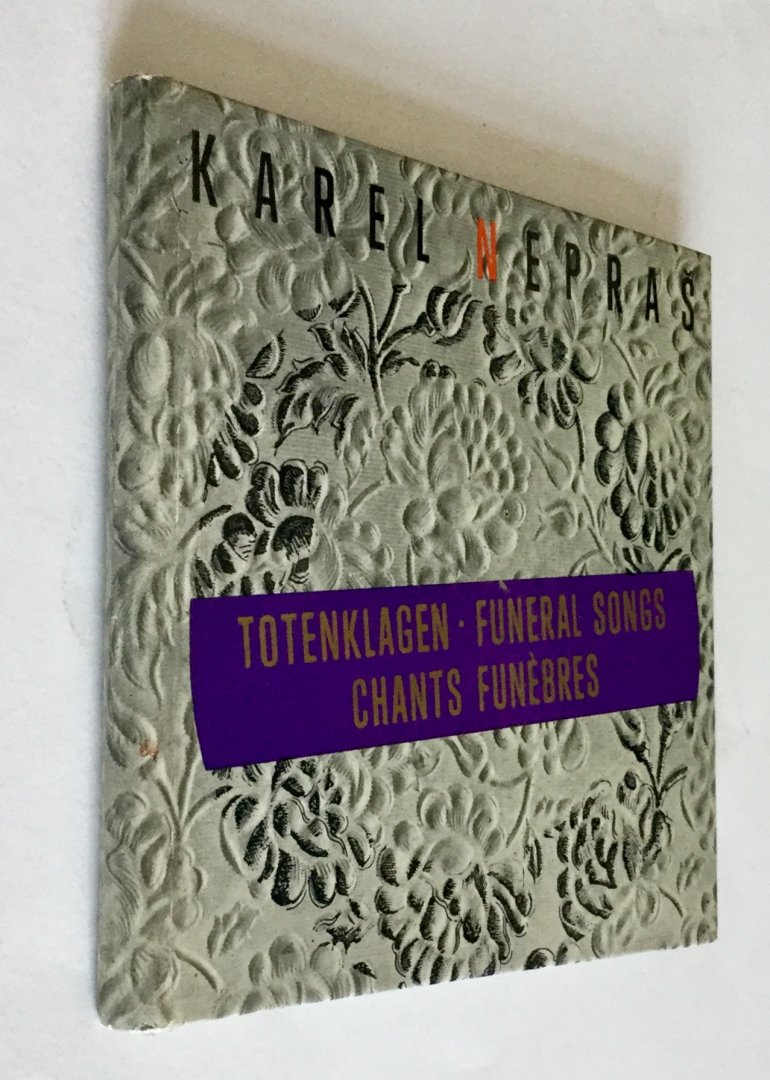 KAREL NEPRAŠ
TOTENKLAGEN · FUNERAL SONGS
CHANTS FUNÈBRES